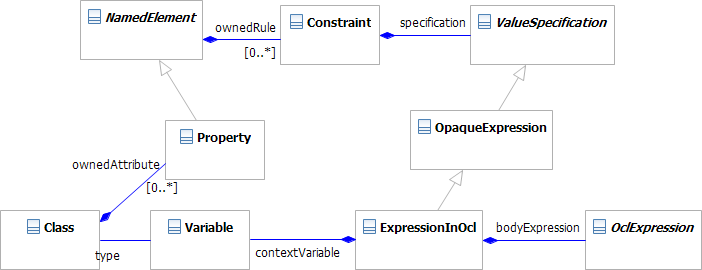 NamedElement
ownedRule
[0..*]
Constraint
specification
ValueSpecification
Property
OpaqueExpression
ownedAttribute
[0..*]
Class
type
Variable
contextVariable
ExpressionInOcl
bodyExpression
OclExpression